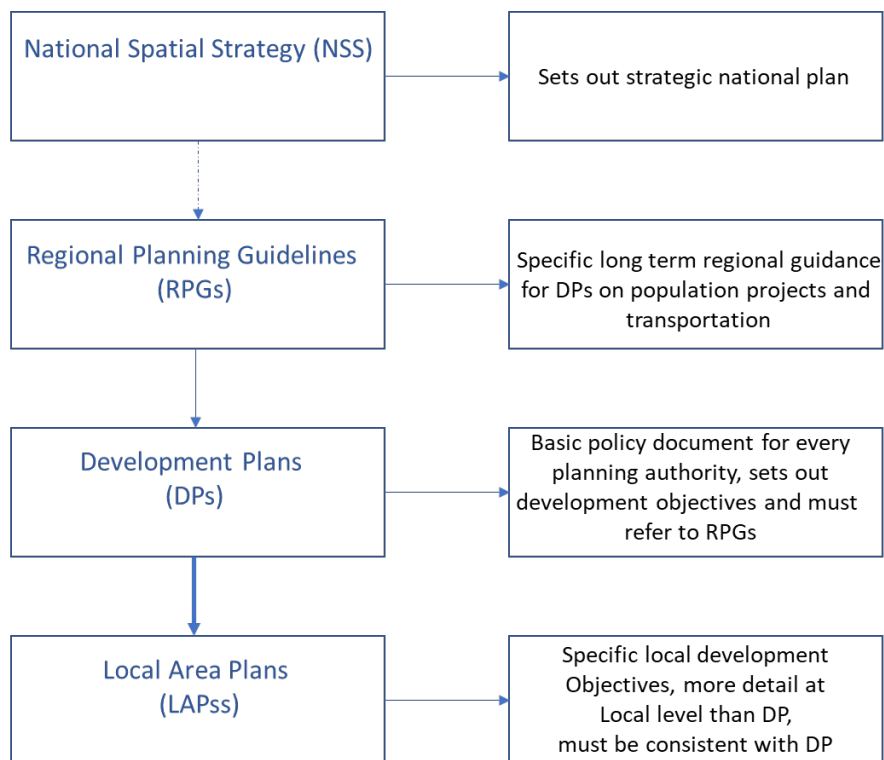 National Spatial Strategy (NSS)
Sets out strategic national plan
Regional Planning Guidelines
(RPGs)
Specific long term regional guidance
for DPs on population projects and
transportation
Development Plans
(DPs)
Basic policy document for every
planning authority, sets out
development objectives and must
refer to RPGs
Local Area Plans
(LAPss)
Specific local development
Objectives, more detail at
Local level than DP,
must be consistent with DP